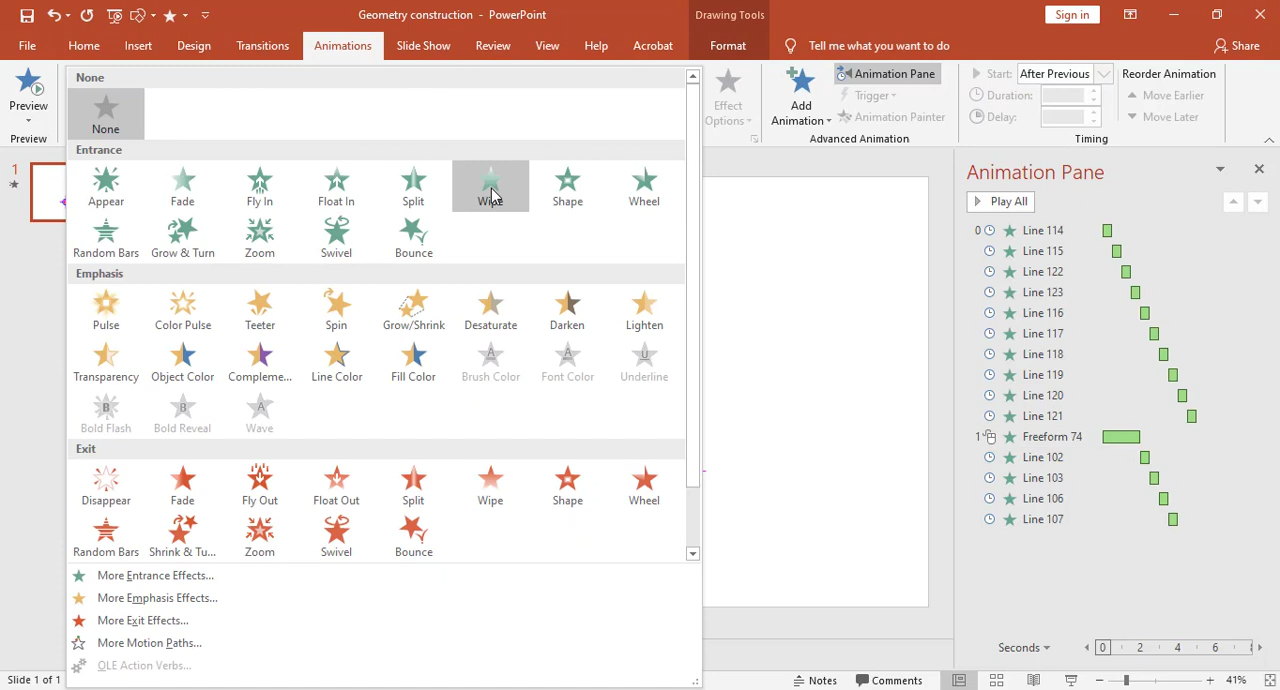 Geometry construction - PowerPoint
Drawing Tools
Sign in
File Home Insert Design Transitions Animations Slide Show Review View Help Acrobat Format Tell me what you want to do Share
Preview
Preview
None
None
Entrance
Appear Fade Fly In Float In Split Wipe Shape Wheel
Random Bars Grow & Turn Zoom Swivel Bounce
Emphasis
Pulse Color Pulse Teeter Spin Grow/Shrink Desaturate Darken Lighten
Transparency Object Color Compleme... Line Color Fill Color Brush Color Font Color Underline
Bold Flash Bold Reveal Wave
Exit
Disappear Fade Fly Out Float Out Split Wipe Shape Wheel
Random Bars Shrink & Tu... Zoom Swivel Bounce
More Entrance Effects...
More Emphasis Effects...
More Exit Effects...
More Motion Paths...
OLE Action Verbs...
Effect
Options
Add
Animation
Animation Pane
Trigger
Animation Painter
Advanced Animation
Start: After Previous
Duration:
Delay:
Reorder Animation
Move Earlier
Move Later
Timing
1
Animation Pane
Play All
0 Line 114
Line 115
Line 122
Line 123
Line 116
Line 117
Line 118
Line 119
Line 120
Line 121
1 Freeform 74
Line 102
Line 103
Line 106
Line 107
Seconds 0 2 4 6
Slide 1 of 1
Notes Comments 41%